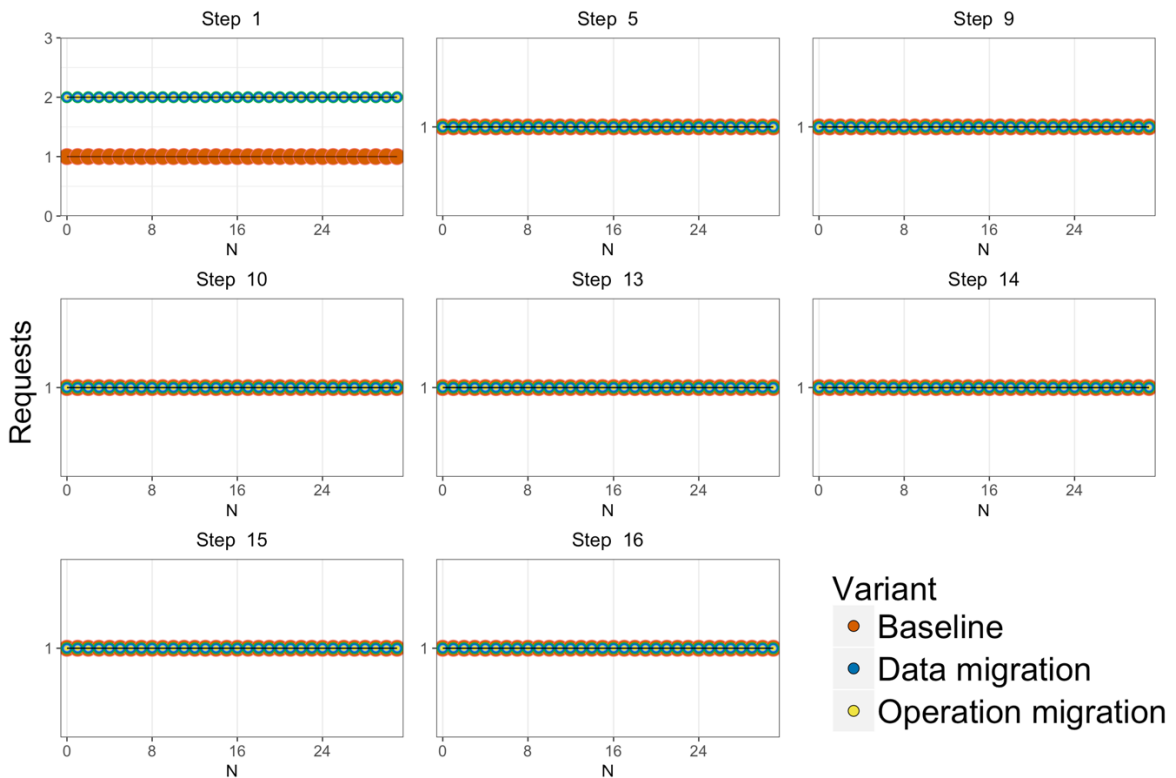 Step 1
Step 5
Step 9
3
2
1
0
0 8 16 24
N
1
0 8 16 24
N
1
0 8 16 24
N
Step 10
Step 13
Step 14
Requests
1
0 8 16 24
N
1
0 8 16 24
N
1
0 8 16 24
N
Step 15
Step 16
1
0 8 16 24
N
1
0 8 16 24
N
Variant
Baseline
Data migration
Operation migration